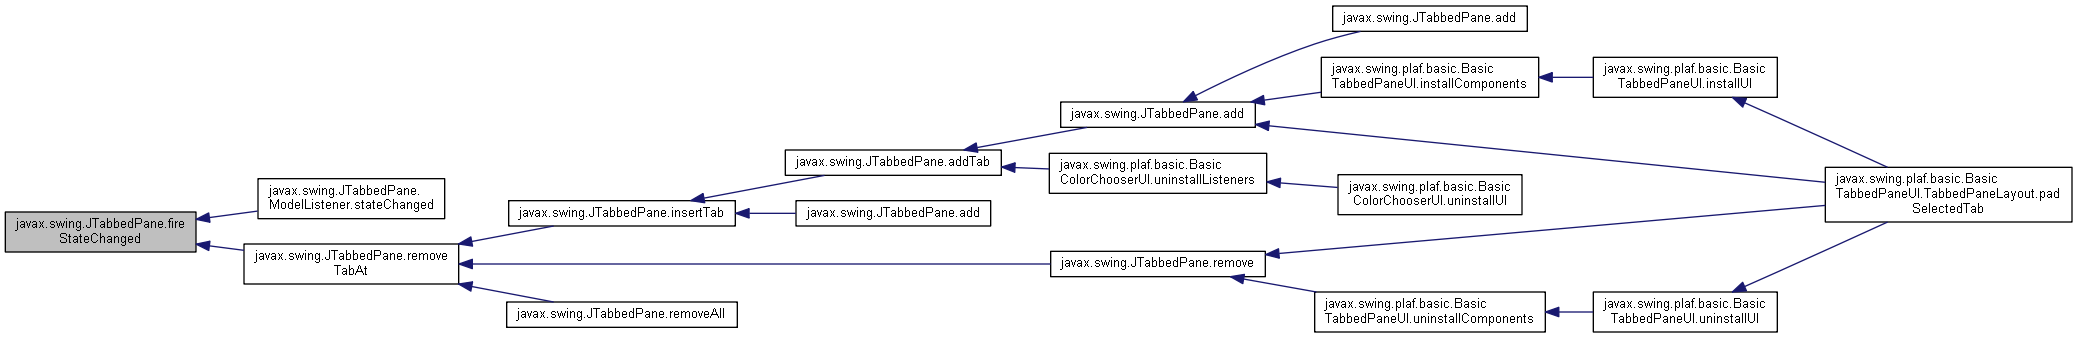 javax.swing.JTabbedPane.fire
StateChanged
javax.swing.JTabbedPane.
ModelListener.stateChanged
javax.swing.JTabbedPane.remove
TabAt
javax.swing.JTabbedPane.insertTab
javax.swing.JTabbedPane.removeAll
javax.swing.JTabbedPane.addTab
javax.swing.JTabbedPane.add
javax.swing.JTabbedPane.add
javax.swing.plaf.basic.Basic
ColorChooserUI.uninstallListeners
javax.swing.JTabbedPane.remove
javax.swing.JTabbedPane.add
javax.swing.plaf.basic.Basic
TabbedPaneUI.installComponents
javax.swing.plaf.basic.Basic
ColorChooserUI.uninstallUI
javax.swing.plaf.basic.Basic
TabbedPaneUI.uninstallComponents
javax.swing.plaf.basic.Basic
TabbedPaneUI.installUI
javax.swing.plaf.basic.Basic
TabbedPaneUI.uninstallUI
javax.swing.plaf.basic.Basic
TabbedPaneUI.TabbedPaneLayout.pad
SelectedTab